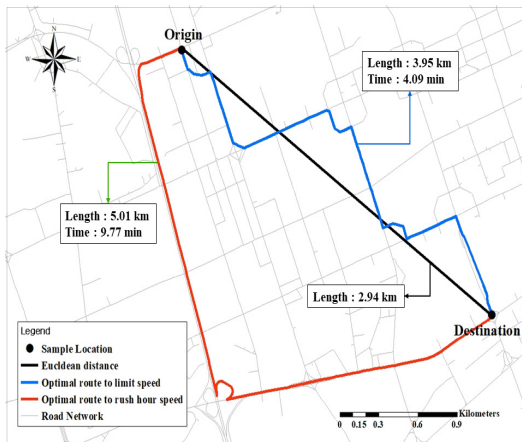 Origin
N
W
E
S
Length : 3.95 km
Time : 4.09 min
Length : 5.01 km
Time : 9.77 min
Length : 2.94 km
Destination
Legend
Sample Location
Euclidean distance
Optimal route to limit speed
Optimal route to rush hour speed
Road Network
Kilometers
0 0.15 0.3 0.6 0.9